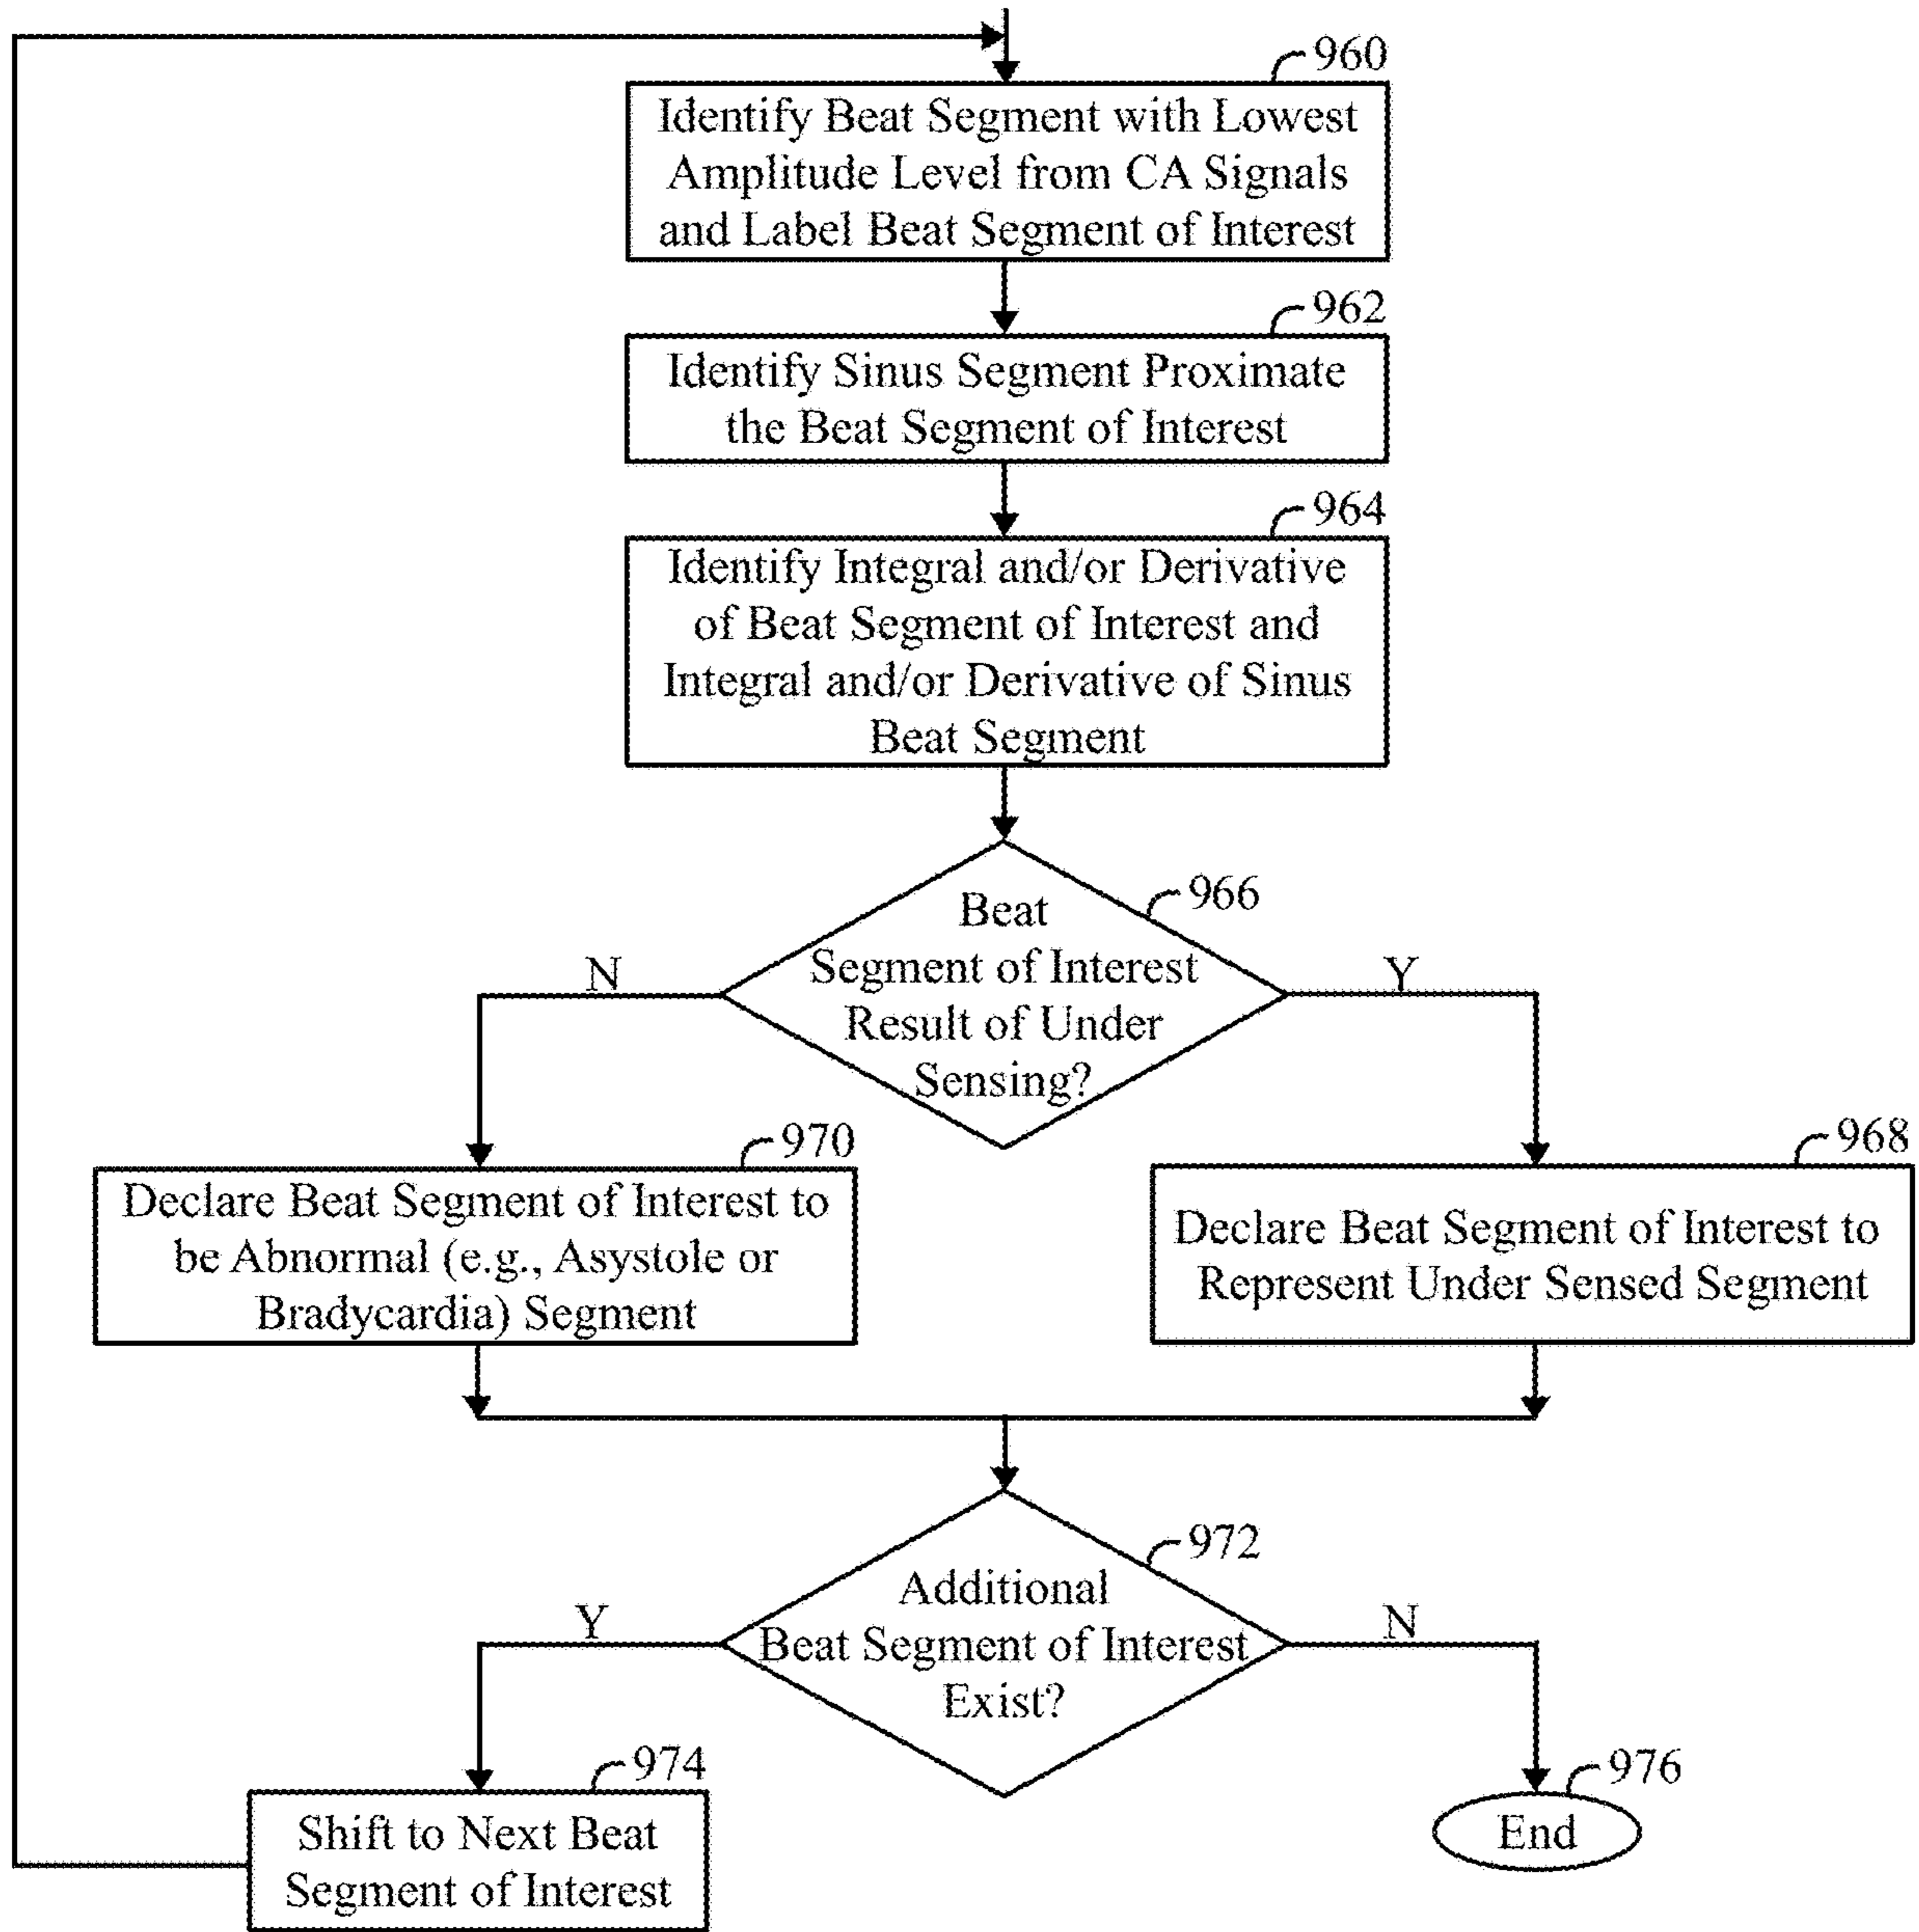 960
Identify Beat Segment with Lowest
Amplitude Level from CA Signals
and Label Beat Segment of Interest
962
Identify Sinus Segment Proximate
the Beat Segment of Interest
964
Identify Integral and/or Derivative
of Beat Segment of Interest and
Integral and/or Derivative of Sinus
Beat Segment
966
Beat
Segment of Interest
Result of Under
Sensing?
N
Y
970
Declare Beat Segment of Interest to
be Abnormal (e.g., Asystole or
Bradycardia) Segment
968
Declare Beat Segment of Interest to
Represent Under Sensed Segment
972
Additional
Beat Segment of Interest
Exist?
Y
N
974
Shift to Next Beat
Segment of Interest
976
End